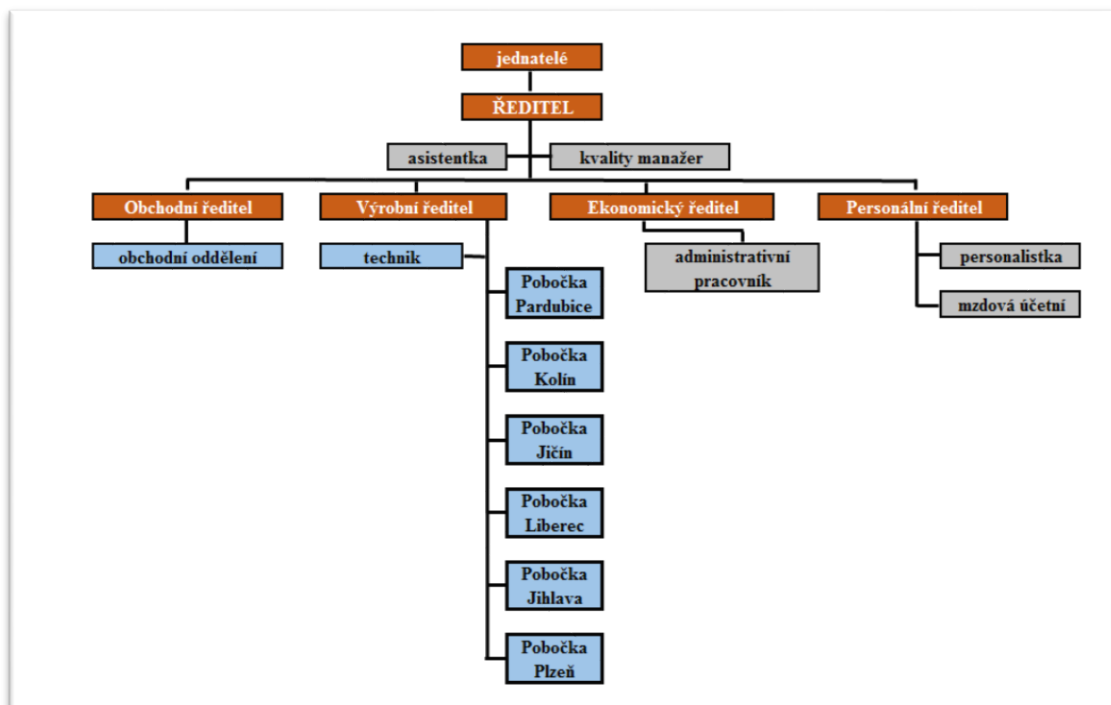 jednatelé
ŘEDITEL
asistentka
kvality manažer
Obchodní ředitel
Výrobní ředitel
Ekonomický ředitel
Personální ředitel
obchodní oddělení
technik
administrativní
pracovník
personalistka
mzdová účetní
Pobočka
Pardubice
Pobočka
Kolín
Pobočka
Jičín
Pobočka
Liberec
Pobočka
Jihlava
Pobočka
Plzeň